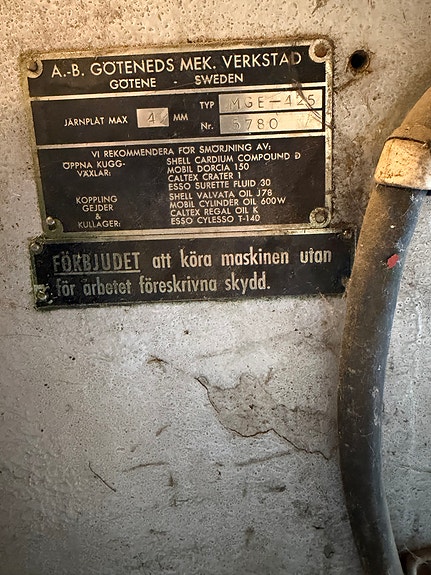 A.-B. GÖTENEDS MEK. VERKSTAD
GÖTENE - SWEDEN
JÄRNPLÅT MAX 4 MM TYP MGE-425
Nr. 5780
VI REKOMMENDERA FÖR SMÖRJNING AV:
ÖPPNA KUGG- SHELL CARDIUM COMPOUND D
VÄXLAR: MOBIL DORCIA 150
CALTEX CRATER 1
ESSO SURETTE FLUID 30
KOPPLING SHELL VALVATA OIL J78
GEJDER MOBIL CYLINDER OIL 600W
& CALTEX REGAL OIL K
KULLAGER: ESSO CYLESSO T-140
FÖRBJUDET att köra maskinen utan
för arbetet föreskrivna skydd.